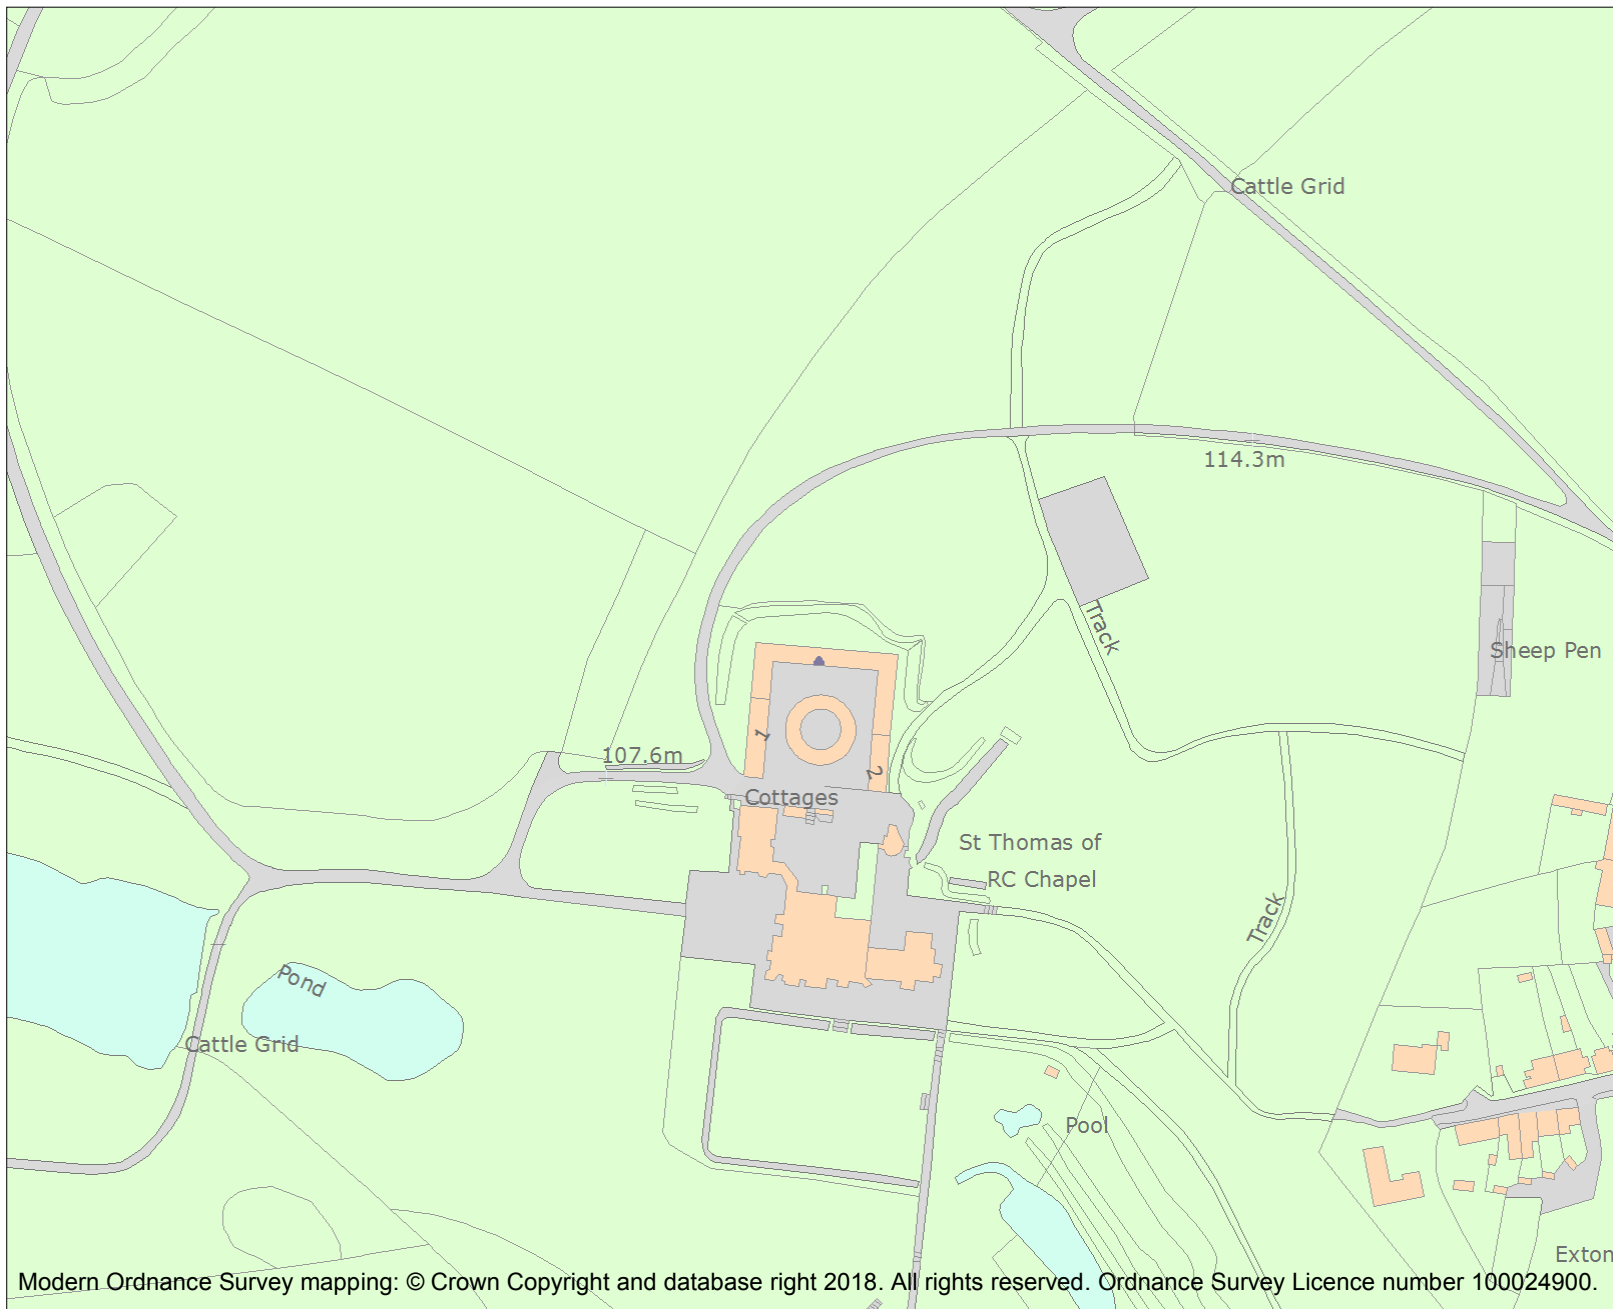 Cattle Grid
114.3m
Track
Sheep Pen
107.6m
1
2
Cottages
St Thomas of
RC Chapel
Track
Pond
Cattle Grid
Pool
Exton
Modern Ordnance Survey mapping: © Crown Copyright and database right 2018. All rights reserved. Ordnance Survey Licence number 100024900.